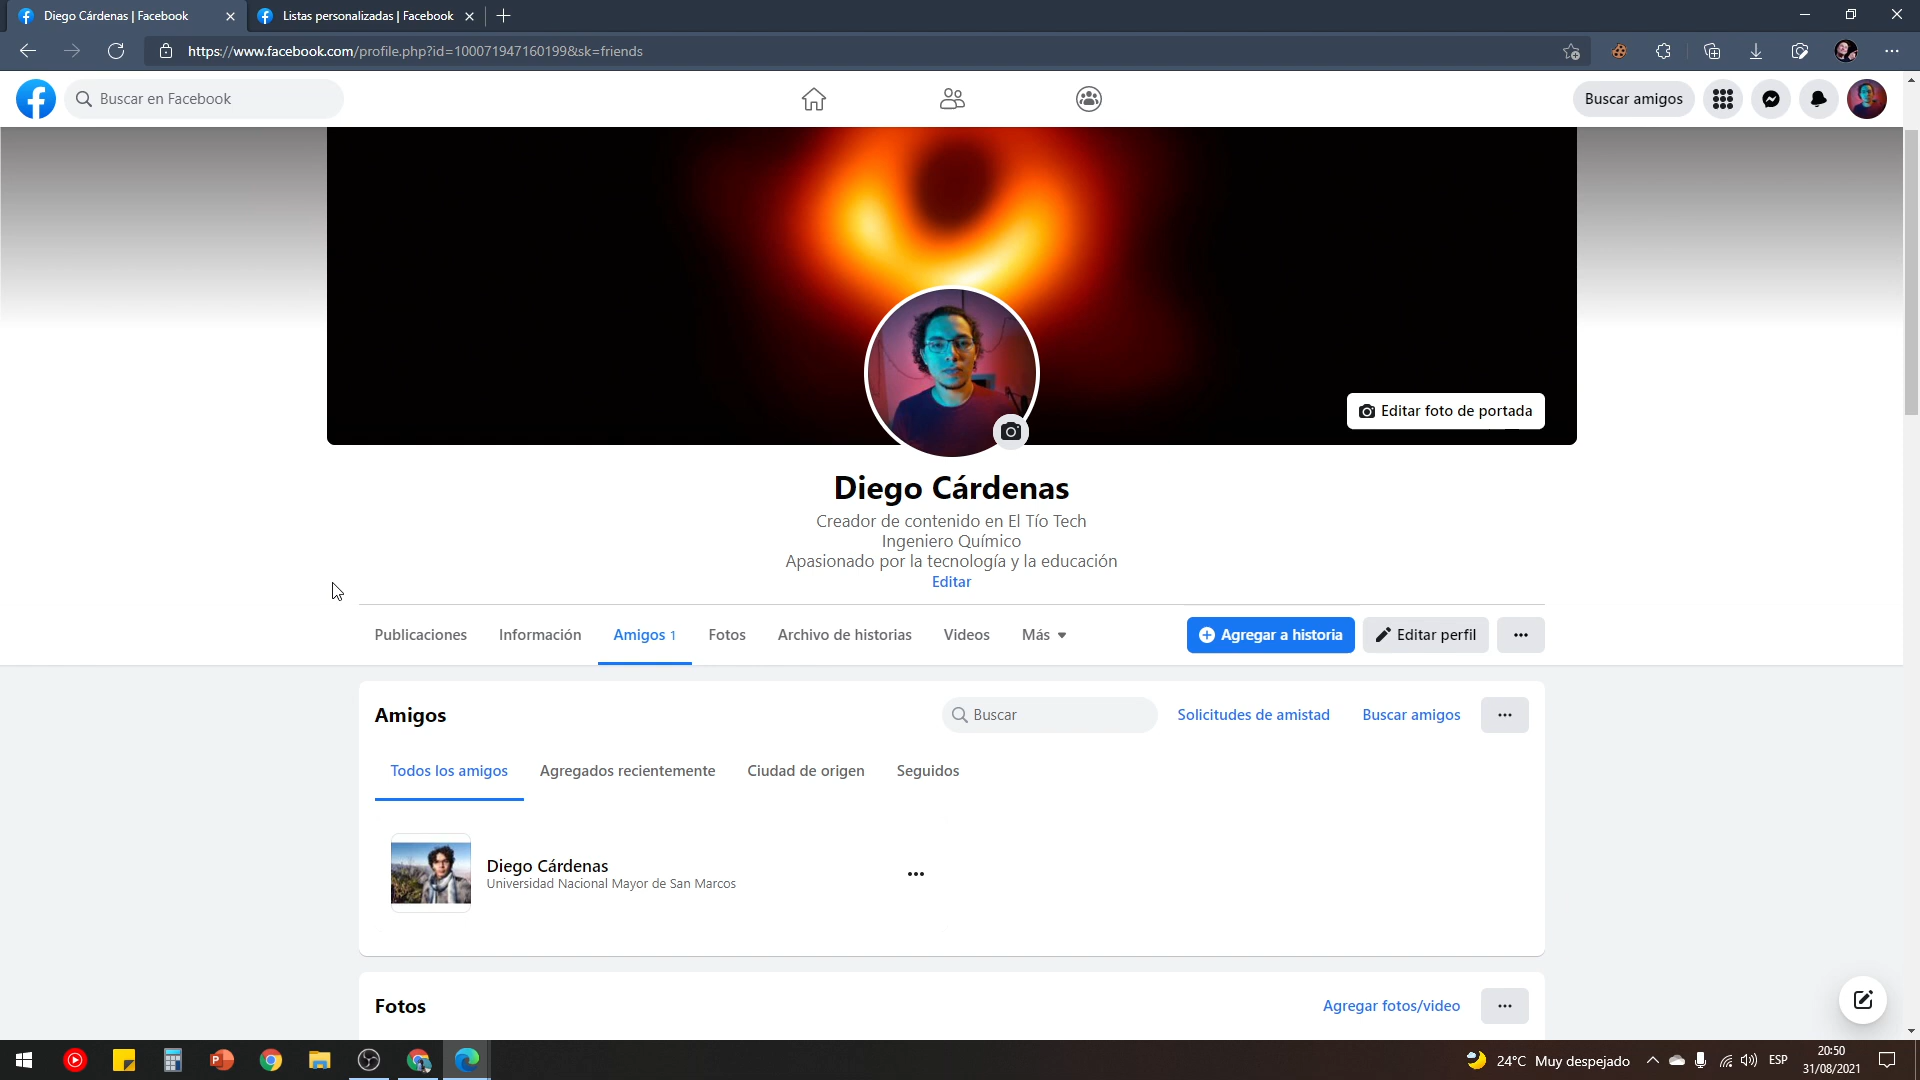 Diego Cárdenas | Facebook
Listas personalizadas | Facebook
https://www.facebook.com/profile.php?id=100071947160199&sk=friends
Buscar en Facebook
Buscar amigos
Editar foto de portada
Diego Cárdenas
Creador de contenido en El Tío Tech
Ingeniero Químico
Apasionado por la tecnología y la educación
Editar
Publicaciones
Información
Amigos 1
Fotos
Archivo de historias
Videos
Más
Agregar a historia
Editar perfil
Amigos
Buscar
Solicitudes de amistad
Buscar amigos
Todos los amigos
Agregados recientemente
Ciudad de origen
Seguidos
Diego Cárdenas
Universidad Nacional Mayor de San Marcos
Fotos
Agregar fotos/video
24°C Muy despejado
ESP
20:50
31/08/2021